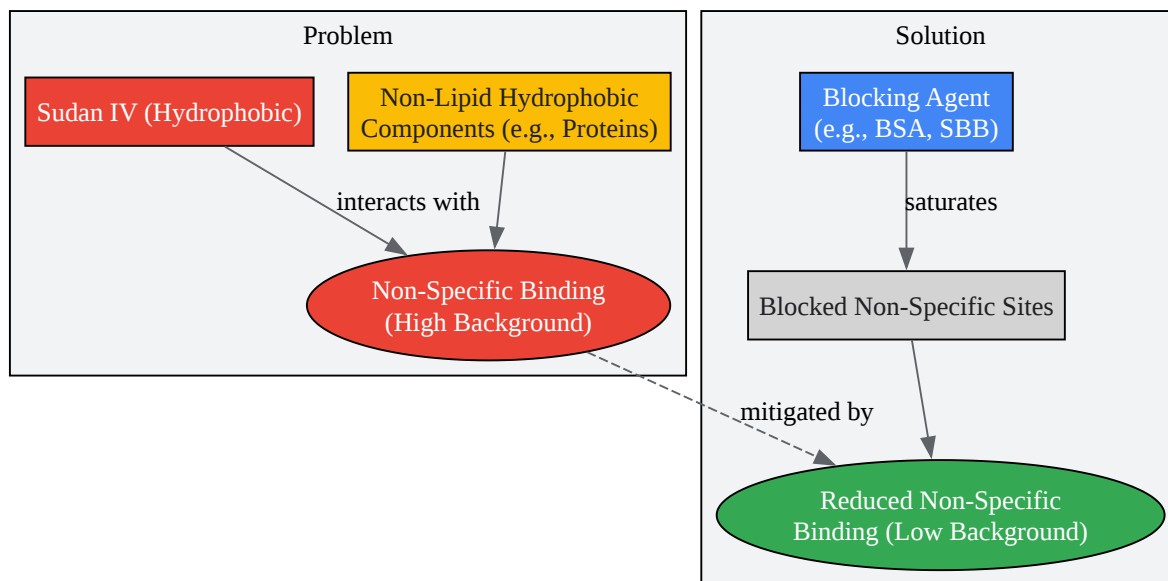 Problem
Sudan IV (Hydrophobic)
Non-Lipid Hydrophobic
Components (e.g., Proteins)
interacts with
Non-Specific Binding
(High Background)
Solution
Blocking Agent
(e.g., BSA, SBB)
saturates
Blocked Non-Specific Sites
mitigated by
Reduced Non-Specific
Binding (Low Background)